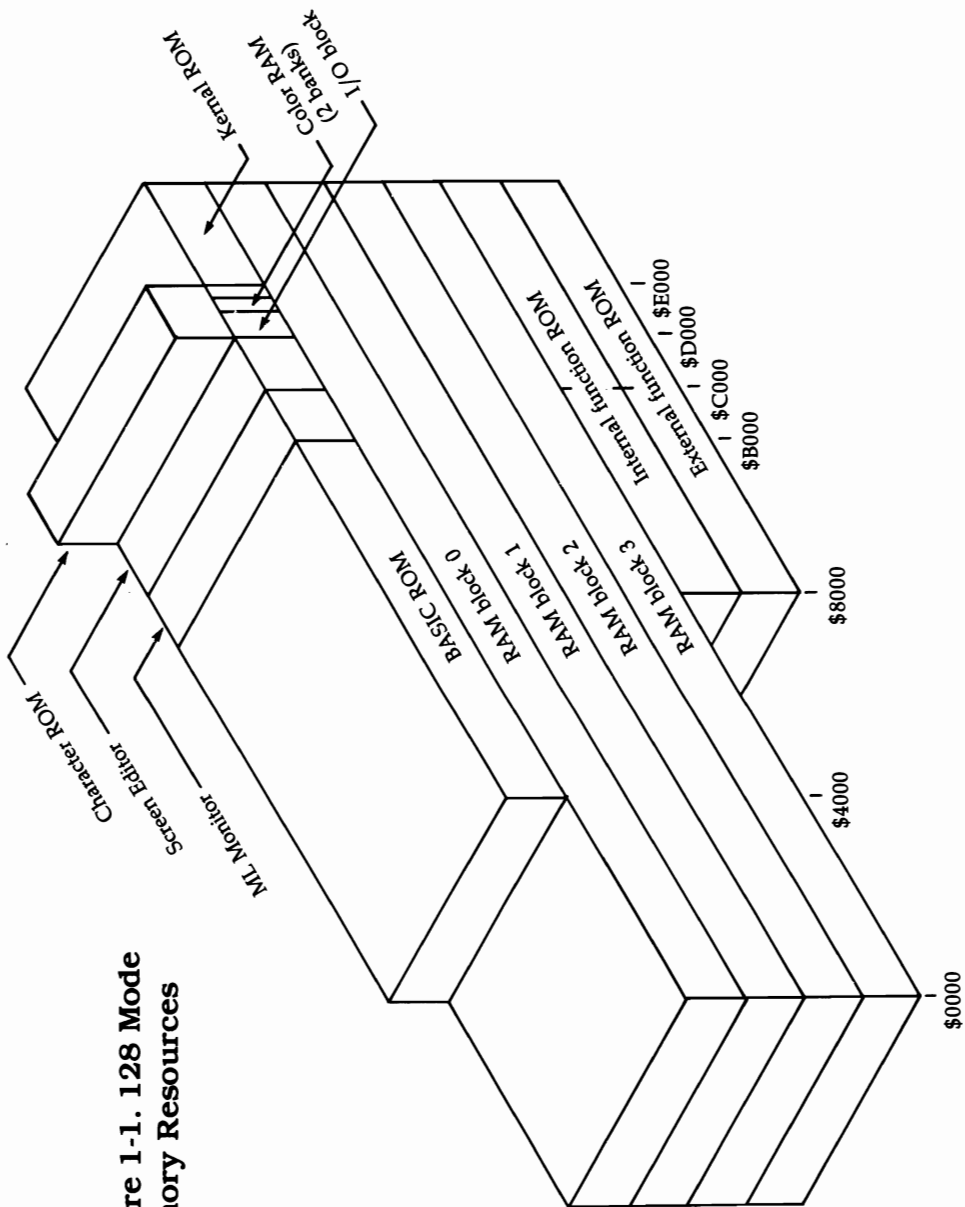 re 1-1. 128 Mode
nory Resources
Character ROM
Screen Editor
ML Monitor
Kernal ROM
Color RAM
(2 banks)
I/O block
BASIC ROM
RAM block 0
RAM block 1
RAM block 2
RAM block 3
Internal function ROM
External function ROM
$0000
$4000
$8000
$B000
$C000
$D000
$E000